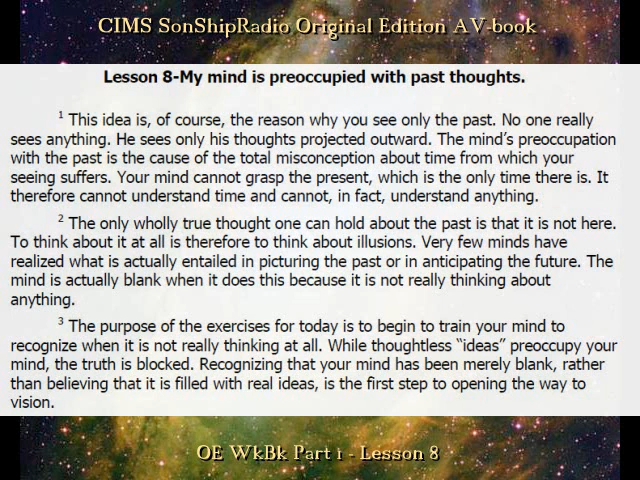 CIMS SonShipRadio Original Edition AV-book
Lesson 8-My mind is preoccupied with past thoughts.
1 This idea is, of course, the reason why you see only the past. No one really
sees anything. He sees only his thoughts projected outward. The mind's preoccupation
with the past is the cause of the total misconception about time from which your
seeing suffers. Your mind cannot grasp the present, which is the only time there is. It
therefore cannot understand time and cannot, in fact, understand anything.
2 The only wholly true thought one can hold about the past is that it is not here.
To think about it at all is therefore to think about illusions. Very few minds have
realized what is actually entailed in picturing the past or in anticipating the future. The
mind is actually blank when it does this because it is not really thinking about
anything.
3 The purpose of the exercises for today is to begin to train your mind to
recognize when it is not really thinking at all. While thoughtless “ideas” preoccupy your
mind, the truth is blocked. Recognizing that your mind has been merely blank, rather
than believing that it is filled with real ideas, is the first step to opening the way to
vision.
OE WkBk Part 1 - Lesson 8